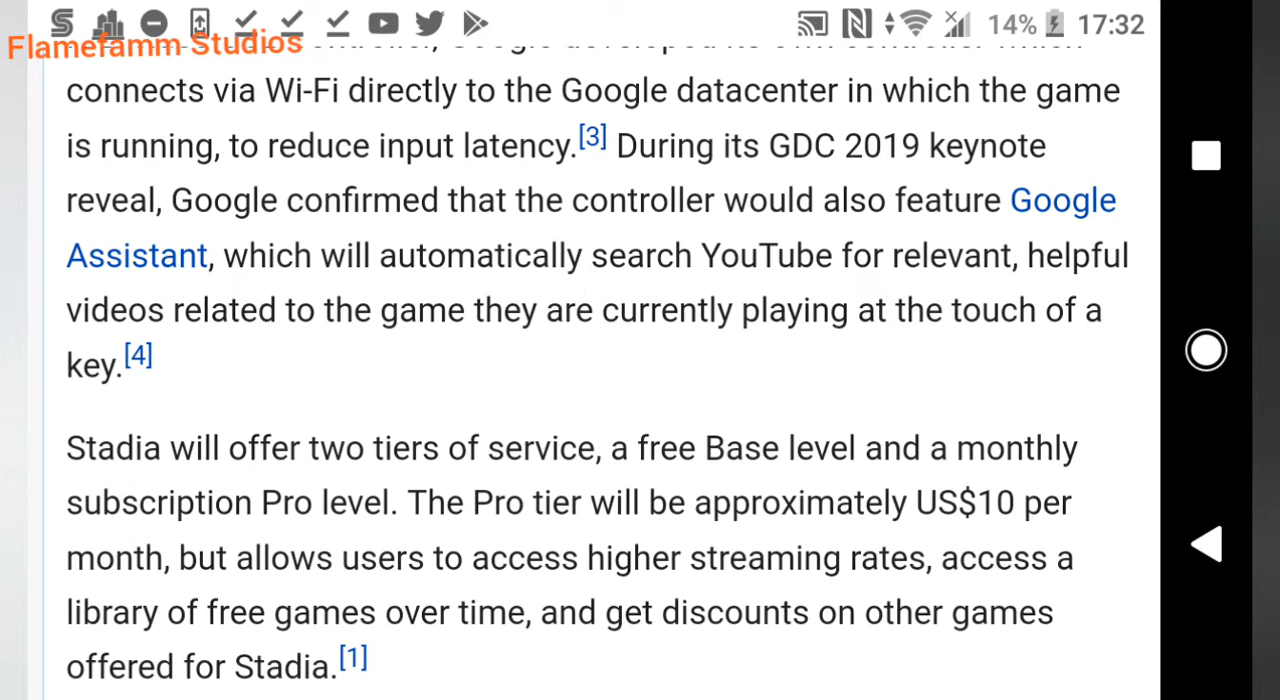 14% 17:32
Flamefamm Studios
connects via Wi-Fi directly to the Google datacenter in which the game
is running, to reduce input latency.[3] During its GDC 2019 keynote
reveal, Google confirmed that the controller would also feature Google
Assistant, which will automatically search YouTube for relevant, helpful
videos related to the game they are currently playing at the touch of a
key.[4]
Stadia will offer two tiers of service, a free Base level and a monthly
subscription Pro level. The Pro tier will be approximately US$10 per
month, but allows users to access higher streaming rates, access a
library of free games over time, and get discounts on other games
offered for Stadia.[1]